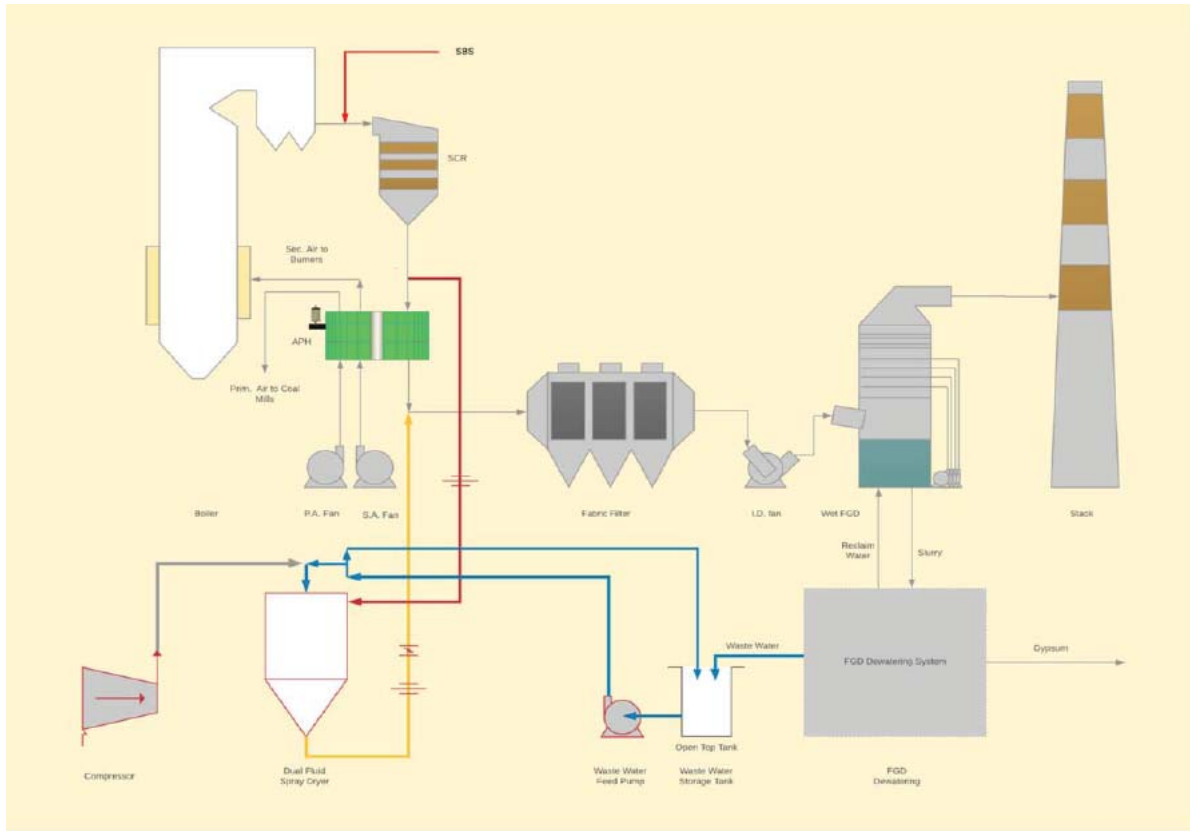 SBS
SCR
Sec. Air to
Burners
APH
Prim. Air to Coal
Mills
Boiler
P.A. Fan
S.A. Fan
Fabric Filter
I.D. fan
Wet FGD
Stack
Reclaim
Water
Slurry
Waste Water
FGD Dewatering System
Gypsum
Open Top Tank
Compressor
Dual Fluid
Spray Dryer
Waste Water
Feed Pump
Waste Water
Storage Tank
FGD
Dewatering